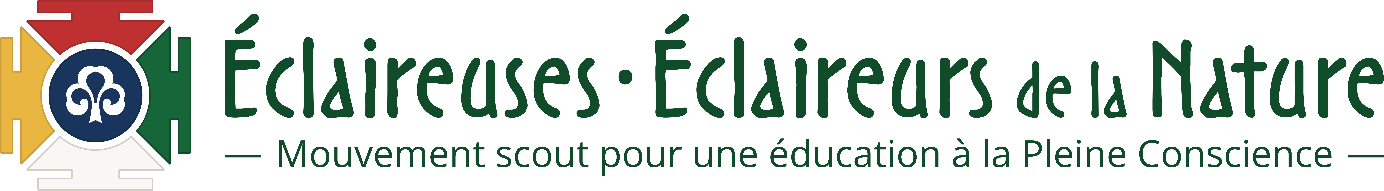 Éclaireuses · Éclaireurs de la Nature
— Mouvement scout pour une éducation à la Pleine Conscience —